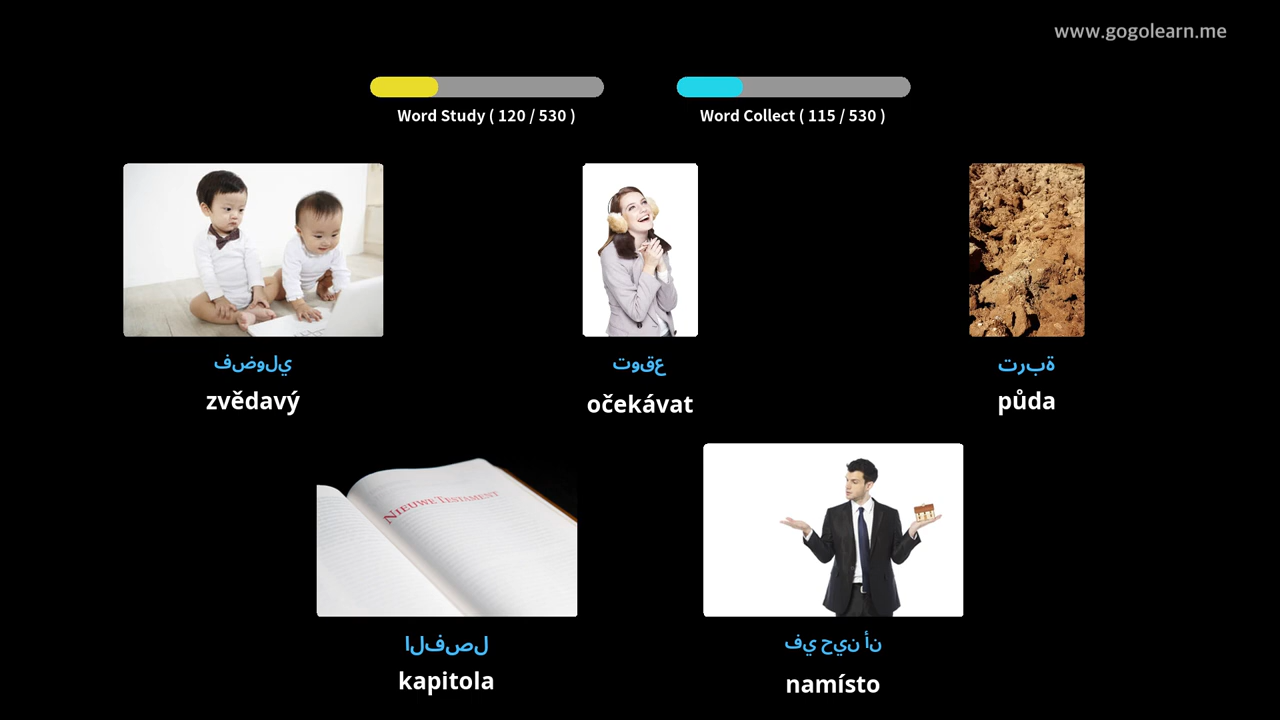 www.gogolearn.me
Word Study ( 120 / 530 )
Word Collect ( 115 / 530 )
فضولي
zvědavý
توقع
očekávat
تربة
půda
NIEUWE TESTAMENT
الفصل
kapitola
في حين أن
namísto